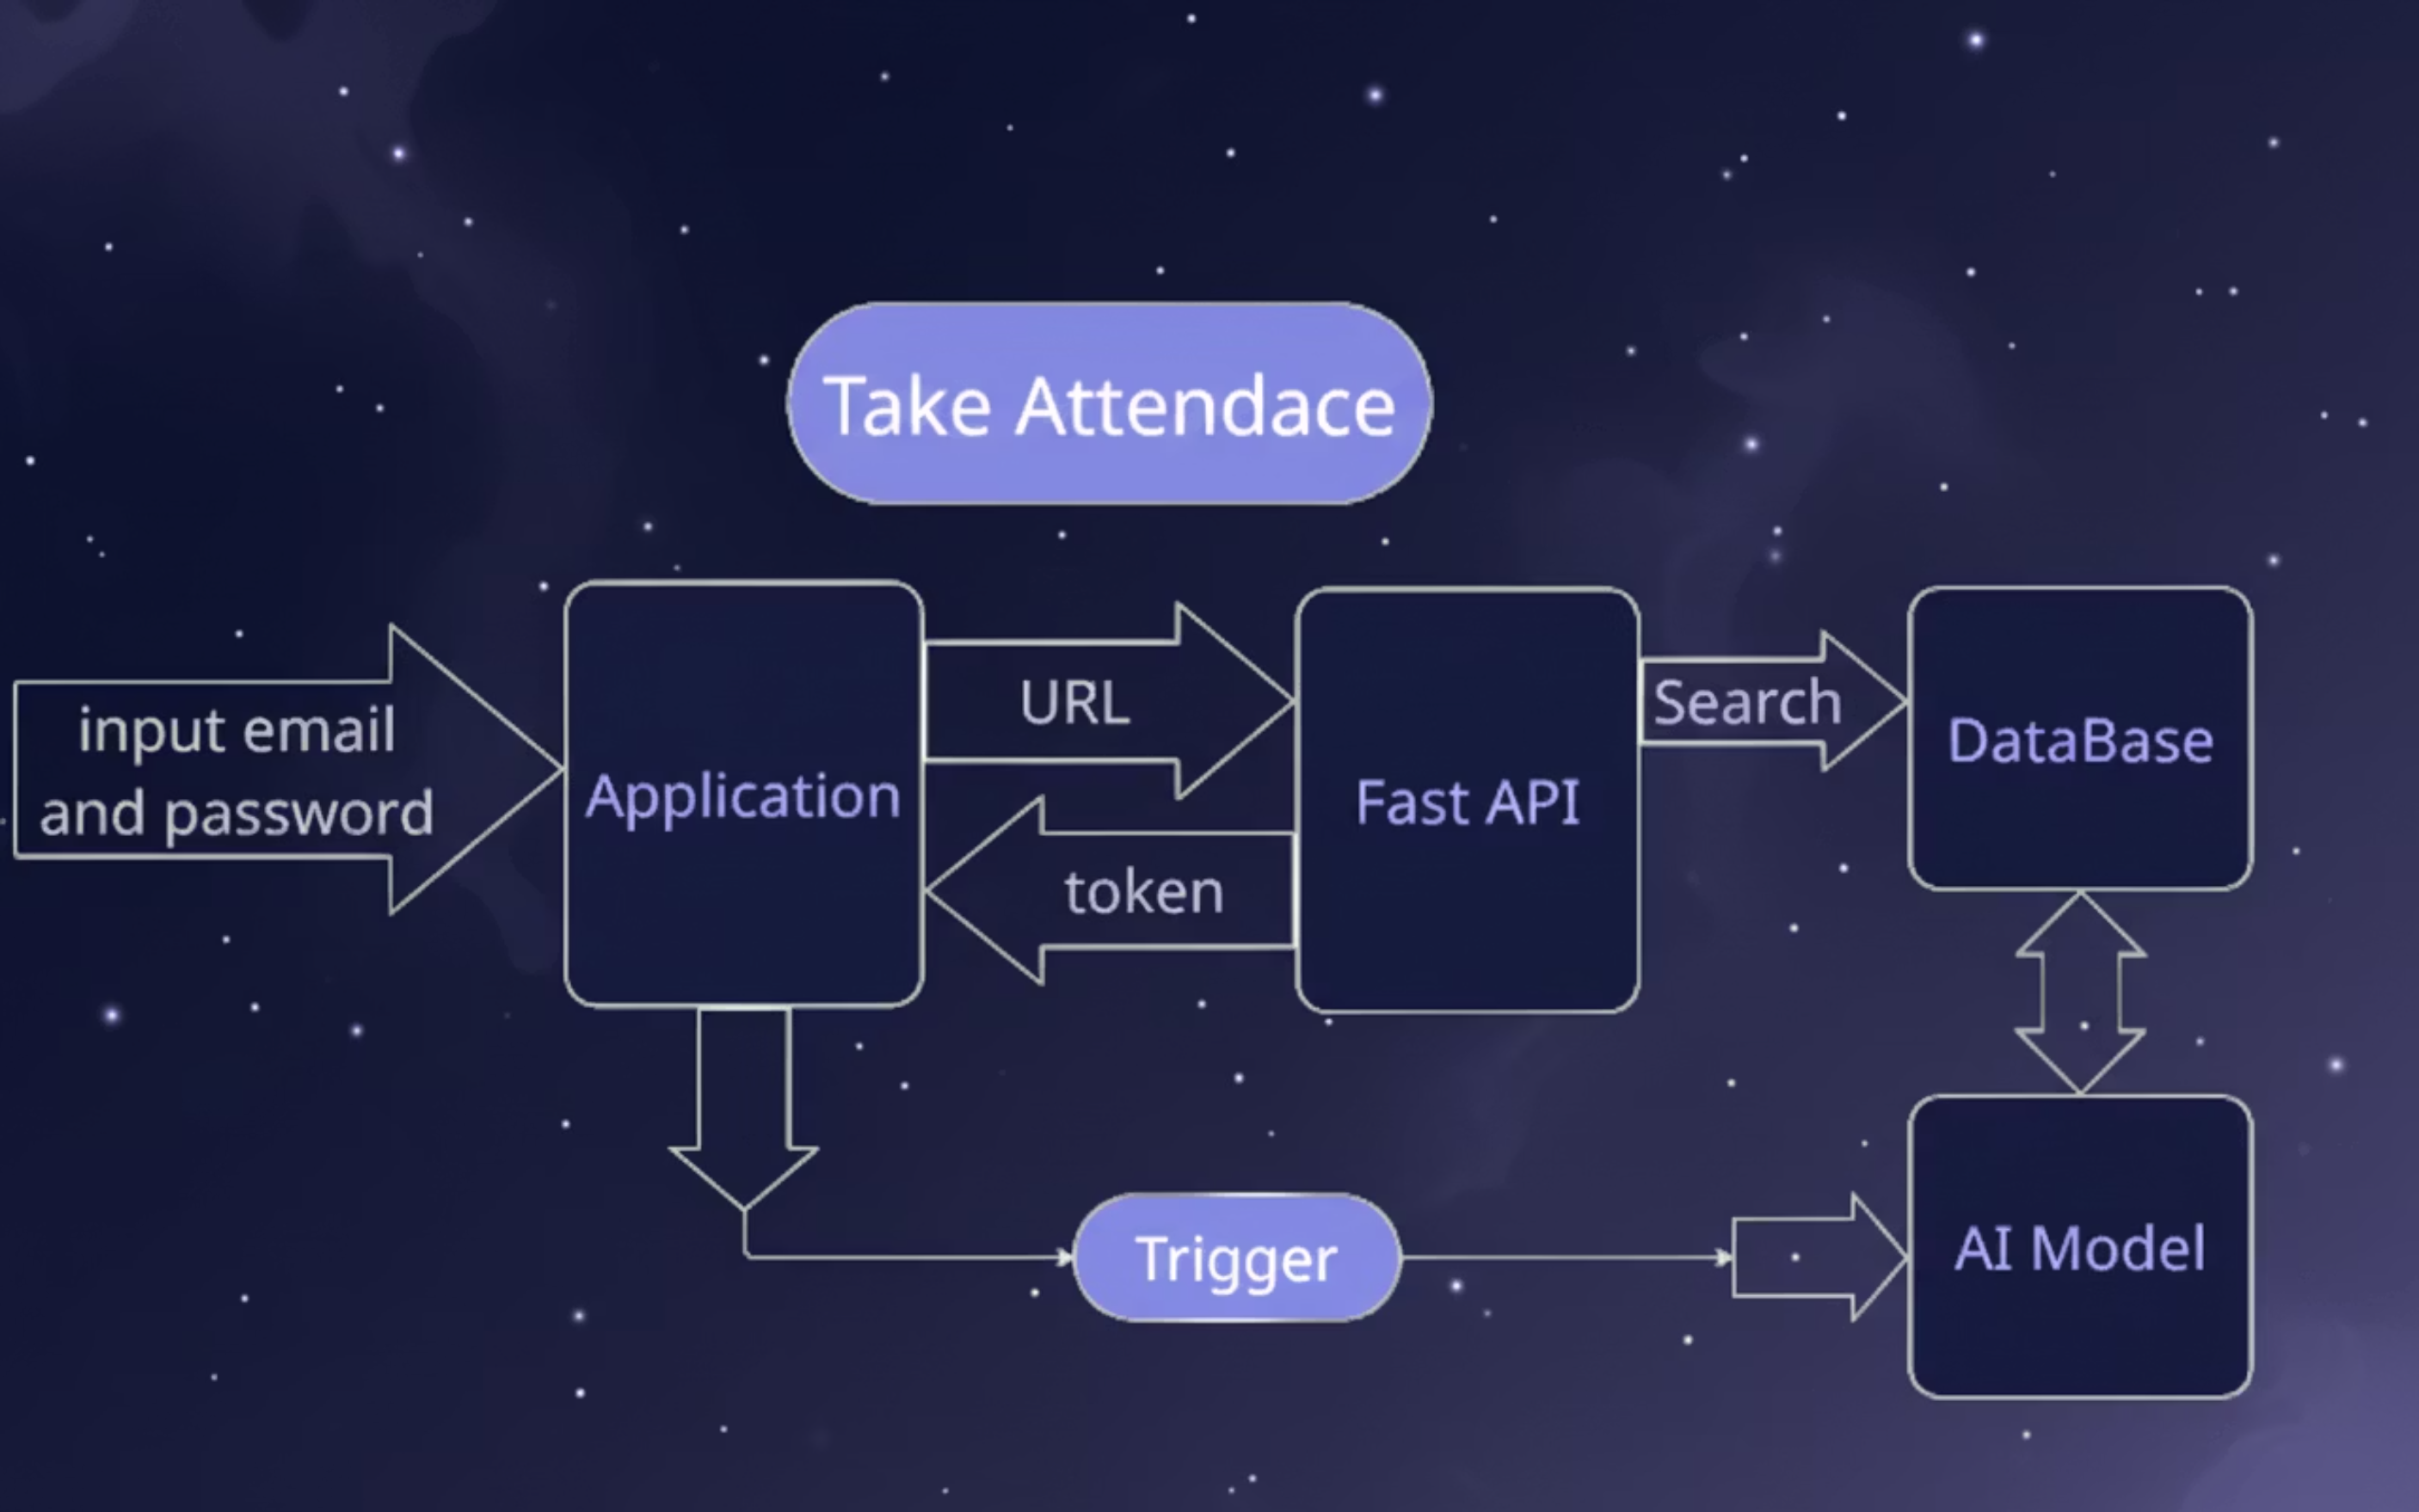 Take Attendace
input email
and password
Application
URL
token
Fast API
Search
DataBase
Trigger
AI Model